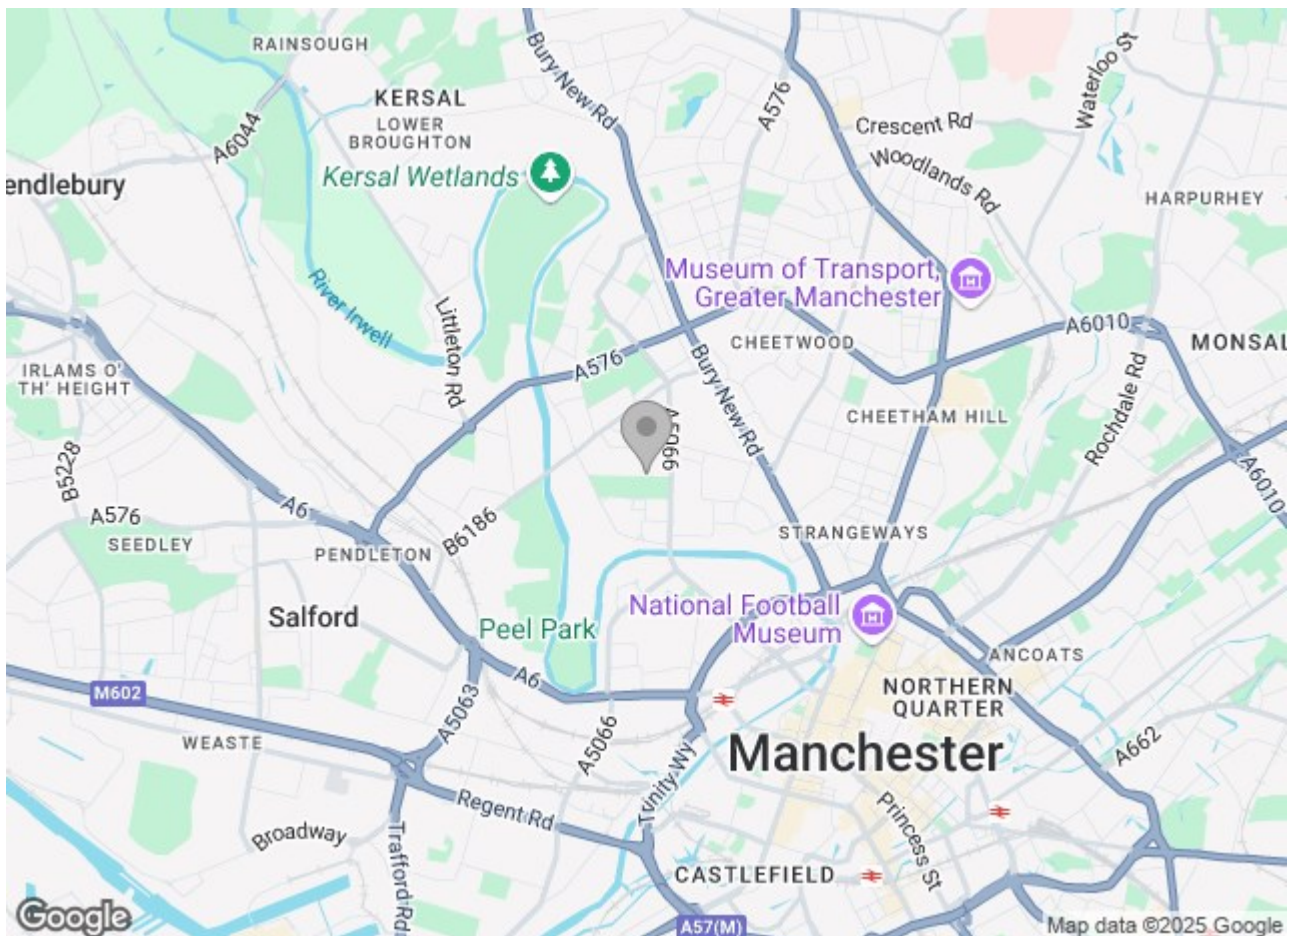 RAINSOUGH
Bury New Rd
A576
Waterloo St
KERSAL
LOWER
BROUGHTON
A6044
Crescent Rd
Woodlands Rd
endlebury
Kersal Wetlands
HARPURHEY
Museum of Transport,
Greater Manchester
River Irwell
Littleton Rd
A6010
CHEETWOOD
MONSAL
IRLAMS O'
TH' HEIGHT
A576
Bury New Rd
Rochdale Rd
A5066
CHEETHAM HILL
B5228
A6
A6010
A576
SEEDLEY
B6186
PENDLETON
STRANGEWAYS
Salford
National Football
Museum
Peel Park
ANCOATS
A6
NORTHERN
QUARTER
M602
A5063
WEASTE
A5066
Manchester
A662
Trinity Wy
Regent Rd
Princess St
Broadway
Trafford Rd
CASTLEFIELD
Google
A57(M)
Map data ©2025 Google